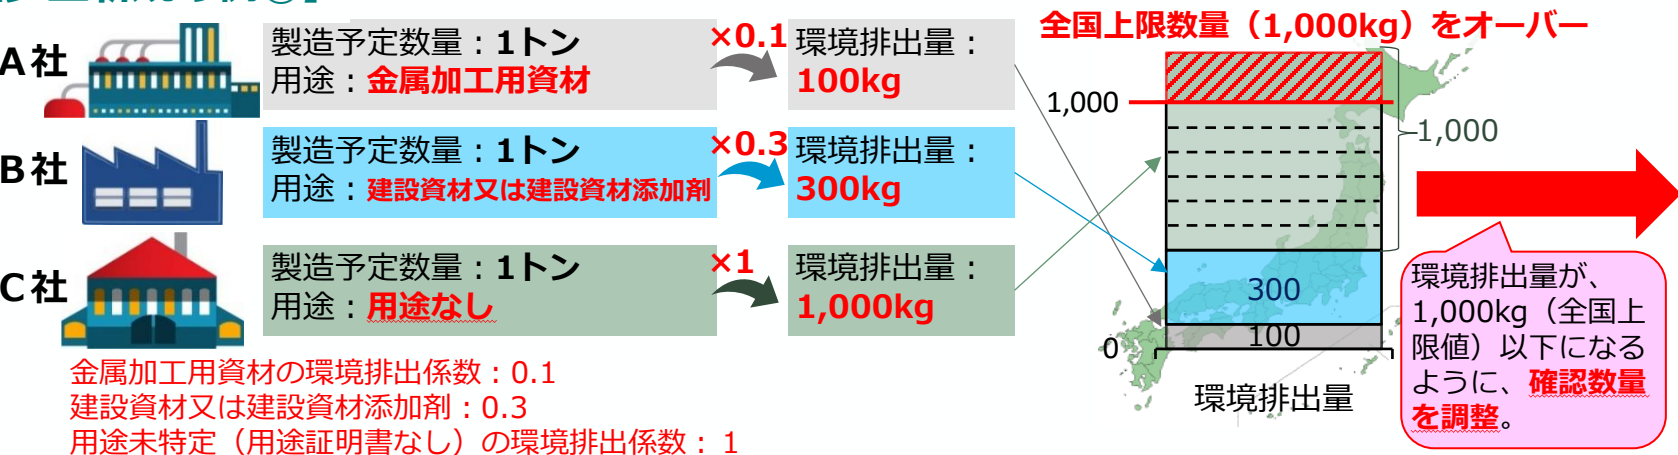 A社
製造予定数量：1トン
用途：金属加工用資材
×0.1
環境排出量：
100kg
B社
製造予定数量：1トン
用途：建設資材又は建設資材添加剤
×0.3
環境排出量：
300kg
C社
製造予定数量：1トン
用途：用途なし
×1
環境排出量：
1,000kg
金属加工用資材の環境排出係数：0.1
建設資材又は建設資材添加剤：0.3
用途未特定（用途証明書なし）の環境排出係数：１
全国上限数量（1,000kg）をオーバー
1,000
1,000
300
100
0
環境排出量
環境排出量が、
1,000kg（全国上
限値）以下になる
ように、確認数量
を調整。